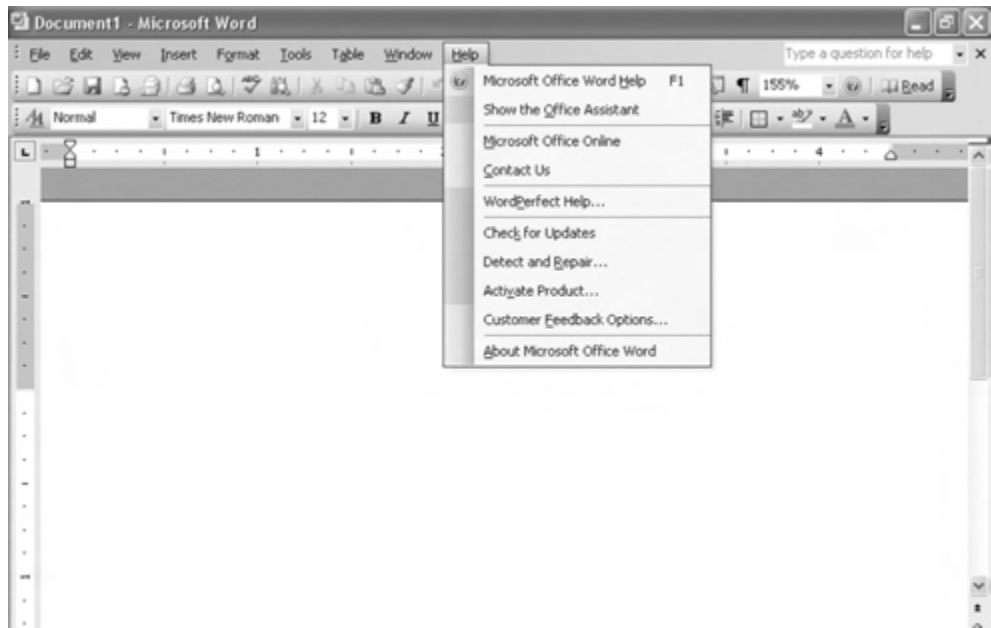 Document1 - Microsoft Word
File Edit View Insert Format Tools Table Window Help Type a question for help
155% Read
Normal Times New Roman 12 B I U A
1 4
Microsoft Office Word Help F1
Show the Office Assistant
Microsoft Office Online
Contact Us
WordPerfect Help...
Check for Updates
Detect and Repair...
Activate Product...
Customer Feedback Options...
About Microsoft Office Word